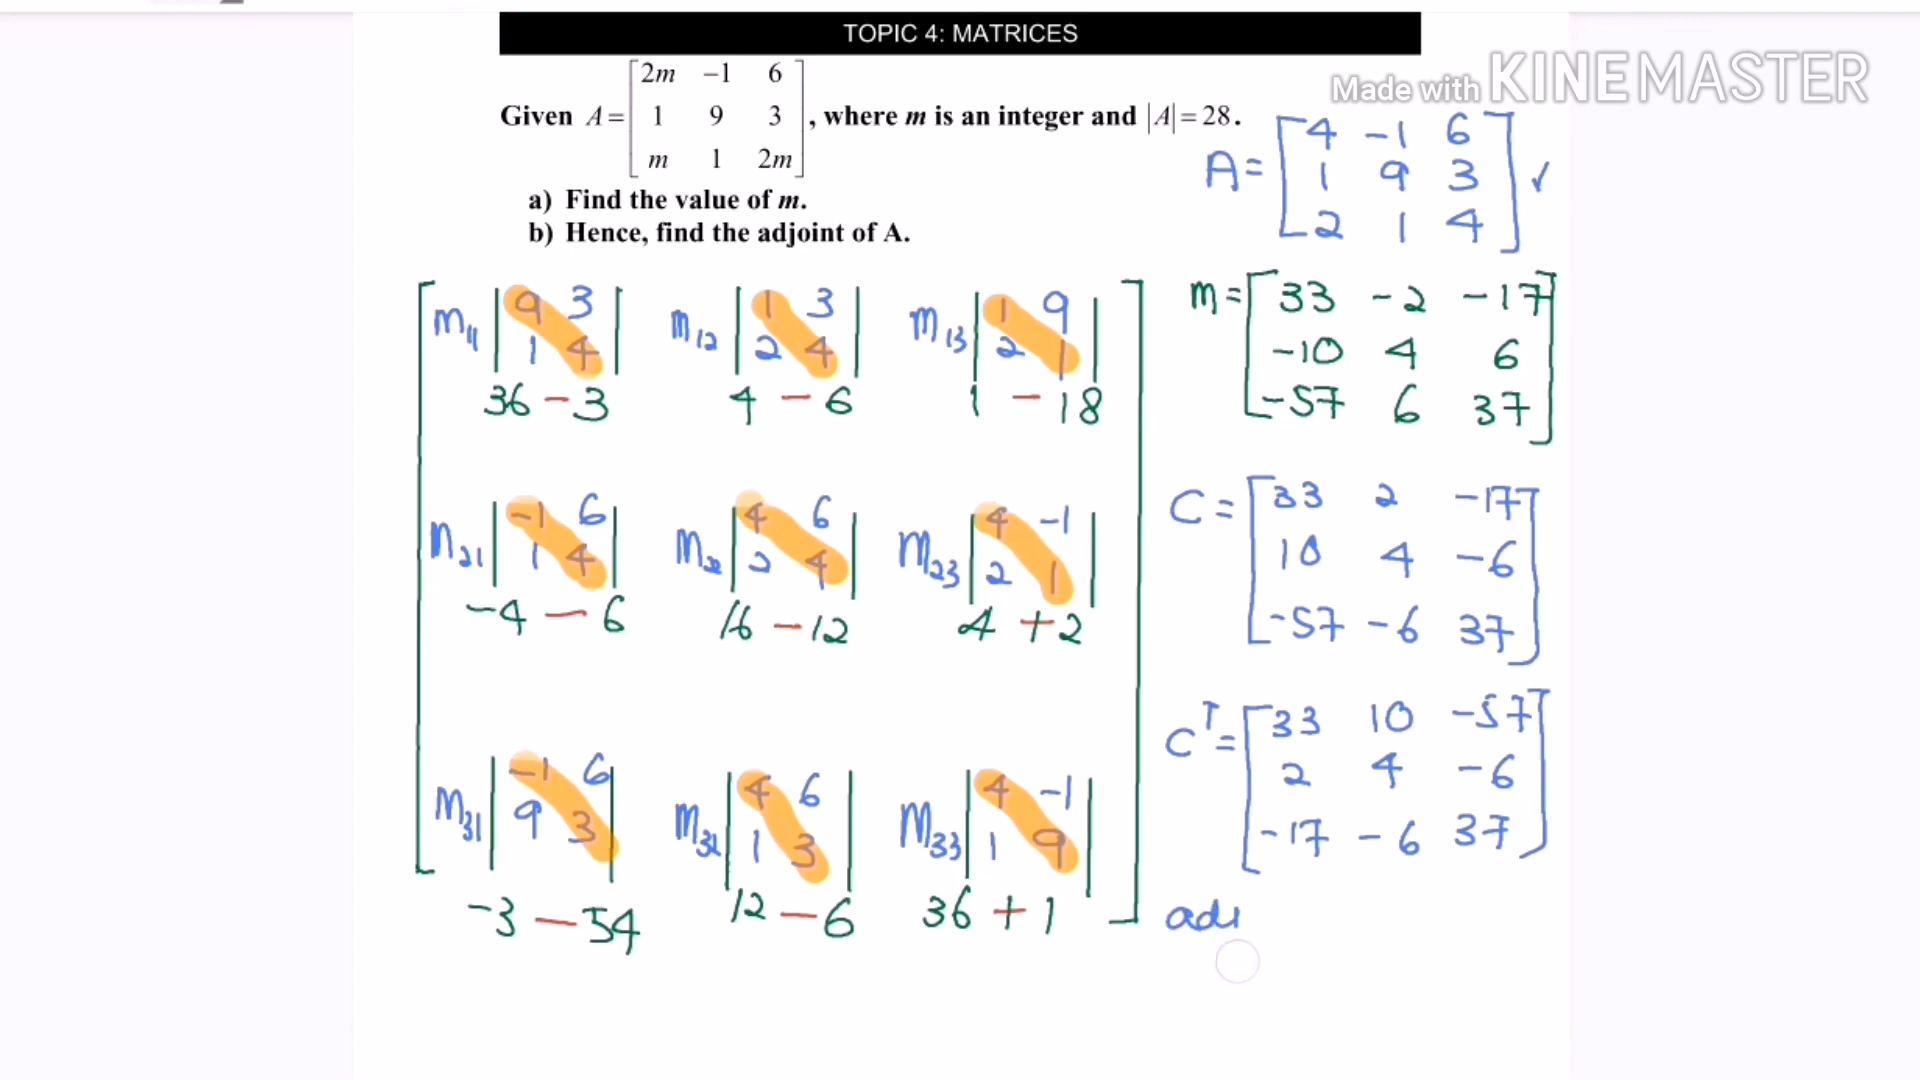 TOPIC 4: MATRICES
Made with KINEMASTER
Given A = [2m -1 6
1 9 3
m 1 2m], where m is an integer and |A| = 28.
a) Find the value of m.
b) Hence, find the adjoint of A.
A = [4 -1 6
1 9 3
2 1 4] ✓
m11 |9 3 m12 |1 3 m13 |1 9
1 4| 2 4| 2 1|
36 - 3 4 - 6 1 - 18
m21 |-1 6 m22 |4 6 m23 |4 -1
1 4| 2 4| 2 1|
-4 - 6 16 - 12 4 + 2
m31 |-1 6 m32 |4 6 m33 |4 -1
9 3| 1 3| 1 9|
-3 - 54 12 - 6 36 + 1
m = [33 -2 -17
-10 4 6
-57 6 37]
C = [33 2 -17
10 4 -6
-57 -6 37]
C^T = [33 10 -57
2 4 -6
-17 -6 37]
adı